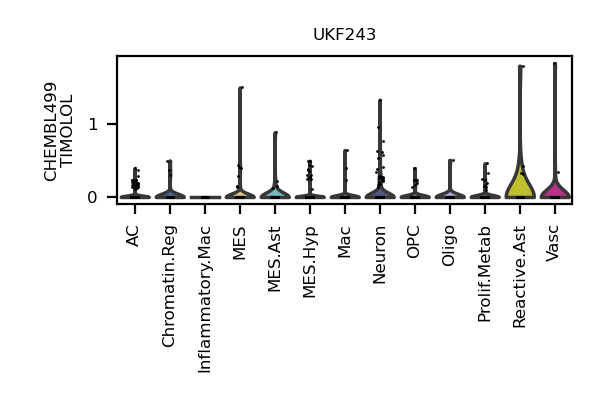 UKF243
CHEMBL499
TIMOLOL
1
0
AC
Chromatin.Reg
Inflammatory.Mac
MES
MES.Ast
MES.Hyp
Mac
Neuron
OPC
Oligo
Prolif.Metab
Reactive.Ast
Vasc